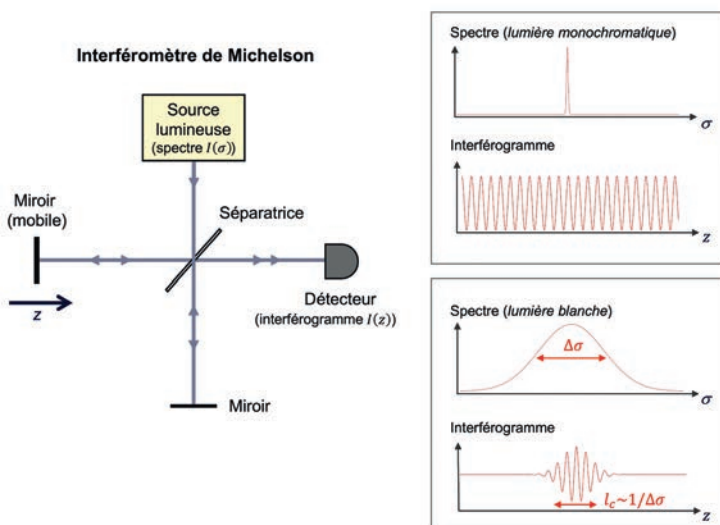 Interféromètre de Michelson
Source
lumineuse
(spectre I(σ))
Miroir
(mobile)
Séparatrice
z
Détecteur
(interférogramme I(z))
Miroir
Spectre (lumière monochromatique)
σ
Interférogramme
z
Spectre (lumière blanche)
Δσ
σ
Interférogramme
l_c~1/Δσ
z